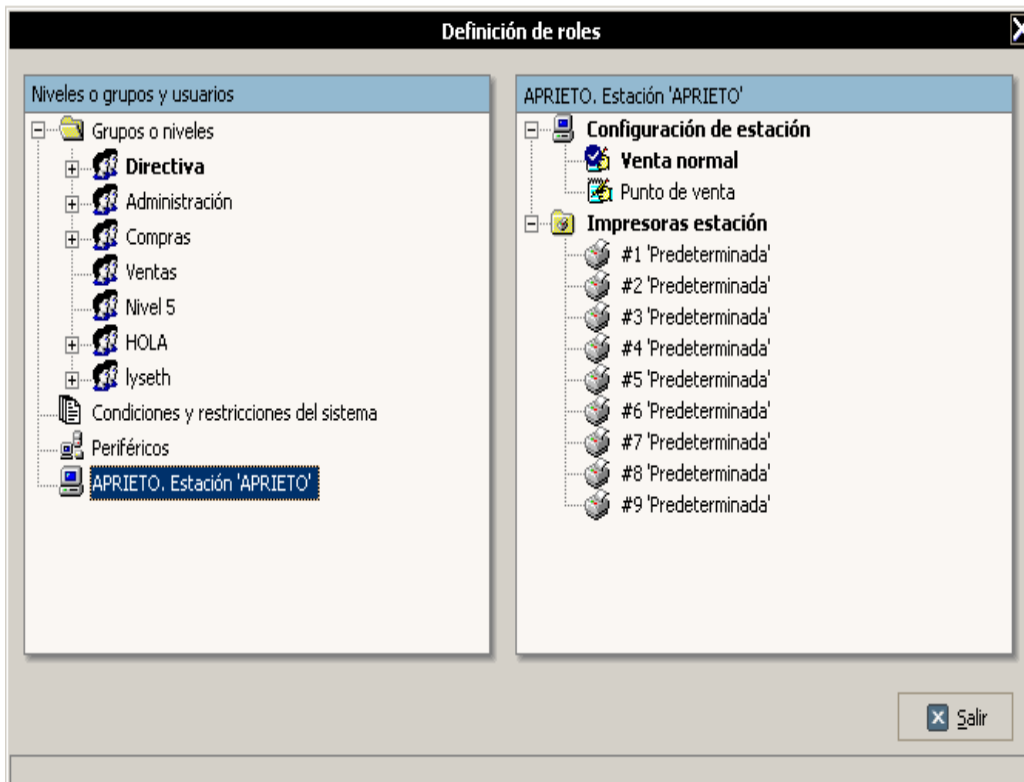 Definición de roles
Niveles o grupos y usuarios
Grupos o niveles
Directiva
Administración
Compras
Ventas
Nivel 5
HOLA
lyseth
Condiciones y restricciones del sistema
Periféricos
APRIETO. Estación 'APRIETO'
APRIETO. Estación 'APRIETO'
Configuración de estación
Venta normal
Punto de venta
Impresoras estación
#1 'Predeterminada'
#2 'Predeterminada'
#3 'Predeterminada'
#4 'Predeterminada'
#5 'Predeterminada'
#6 'Predeterminada'
#7 'Predeterminada'
#8 'Predeterminada'
#9 'Predeterminada'
Salir